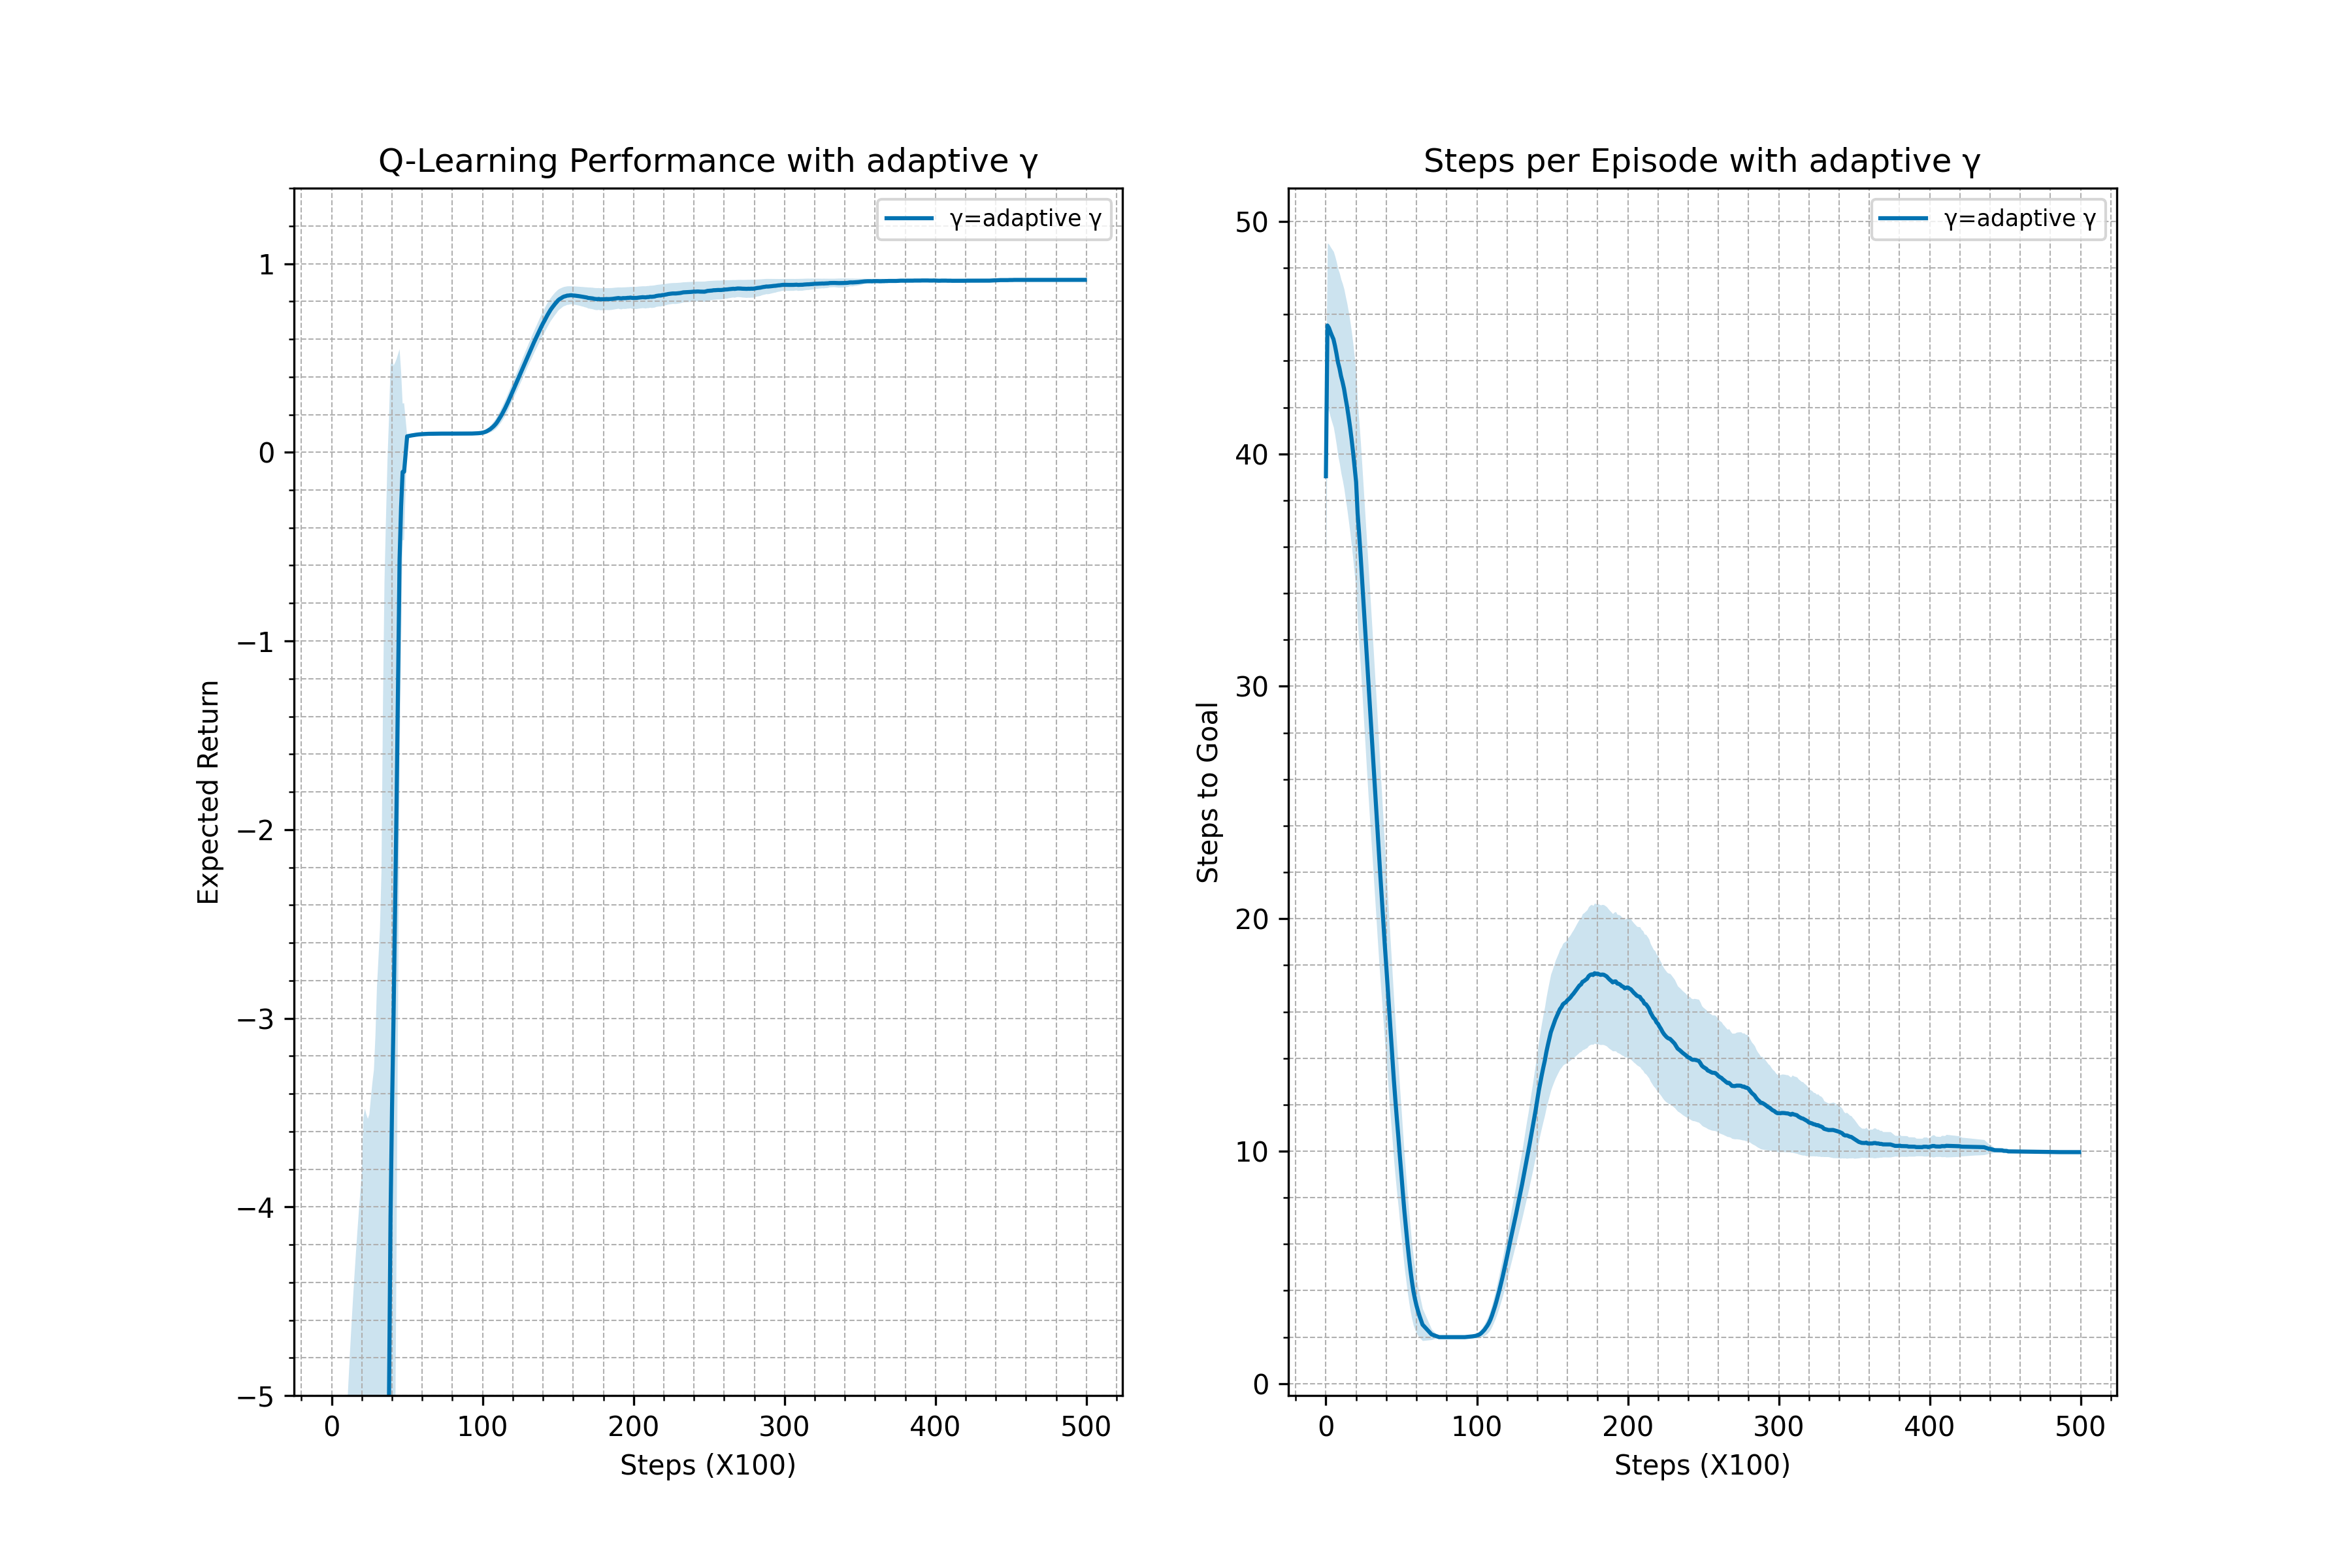 Q-Learning Performance with adaptive γ
γ=adaptive γ
1
0
−1
−2
−3
−4
−5
Expected Return
0 100 200 300 400 500
Steps (X100)
Steps per Episode with adaptive γ
γ=adaptive γ
50
40
30
20
10
0
Steps to Goal
0 100 200 300 400 500
Steps (X100)